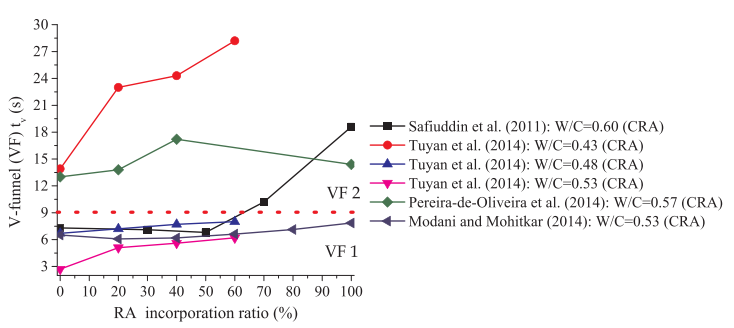 V-funnel (VF) tv (s)
30
27
24
21
18
15
12
9
6
3
VF 2
VF 1
0 10 20 30 40 50 60 70 80 90 100
RA incorporation ratio (%)
Safiuddin et al. (2011): W/C=0.60 (CRA)
Tuyan et al. (2014): W/C=0.43 (CRA)
Tuyan et al. (2014): W/C=0.48 (CRA)
Tuyan et al. (2014): W/C=0.53 (CRA)
Pereira-de-Oliveira et al. (2014): W/C=0.57 (CRA)
Modani and Mohitkar (2014): W/C=0.53 (CRA)